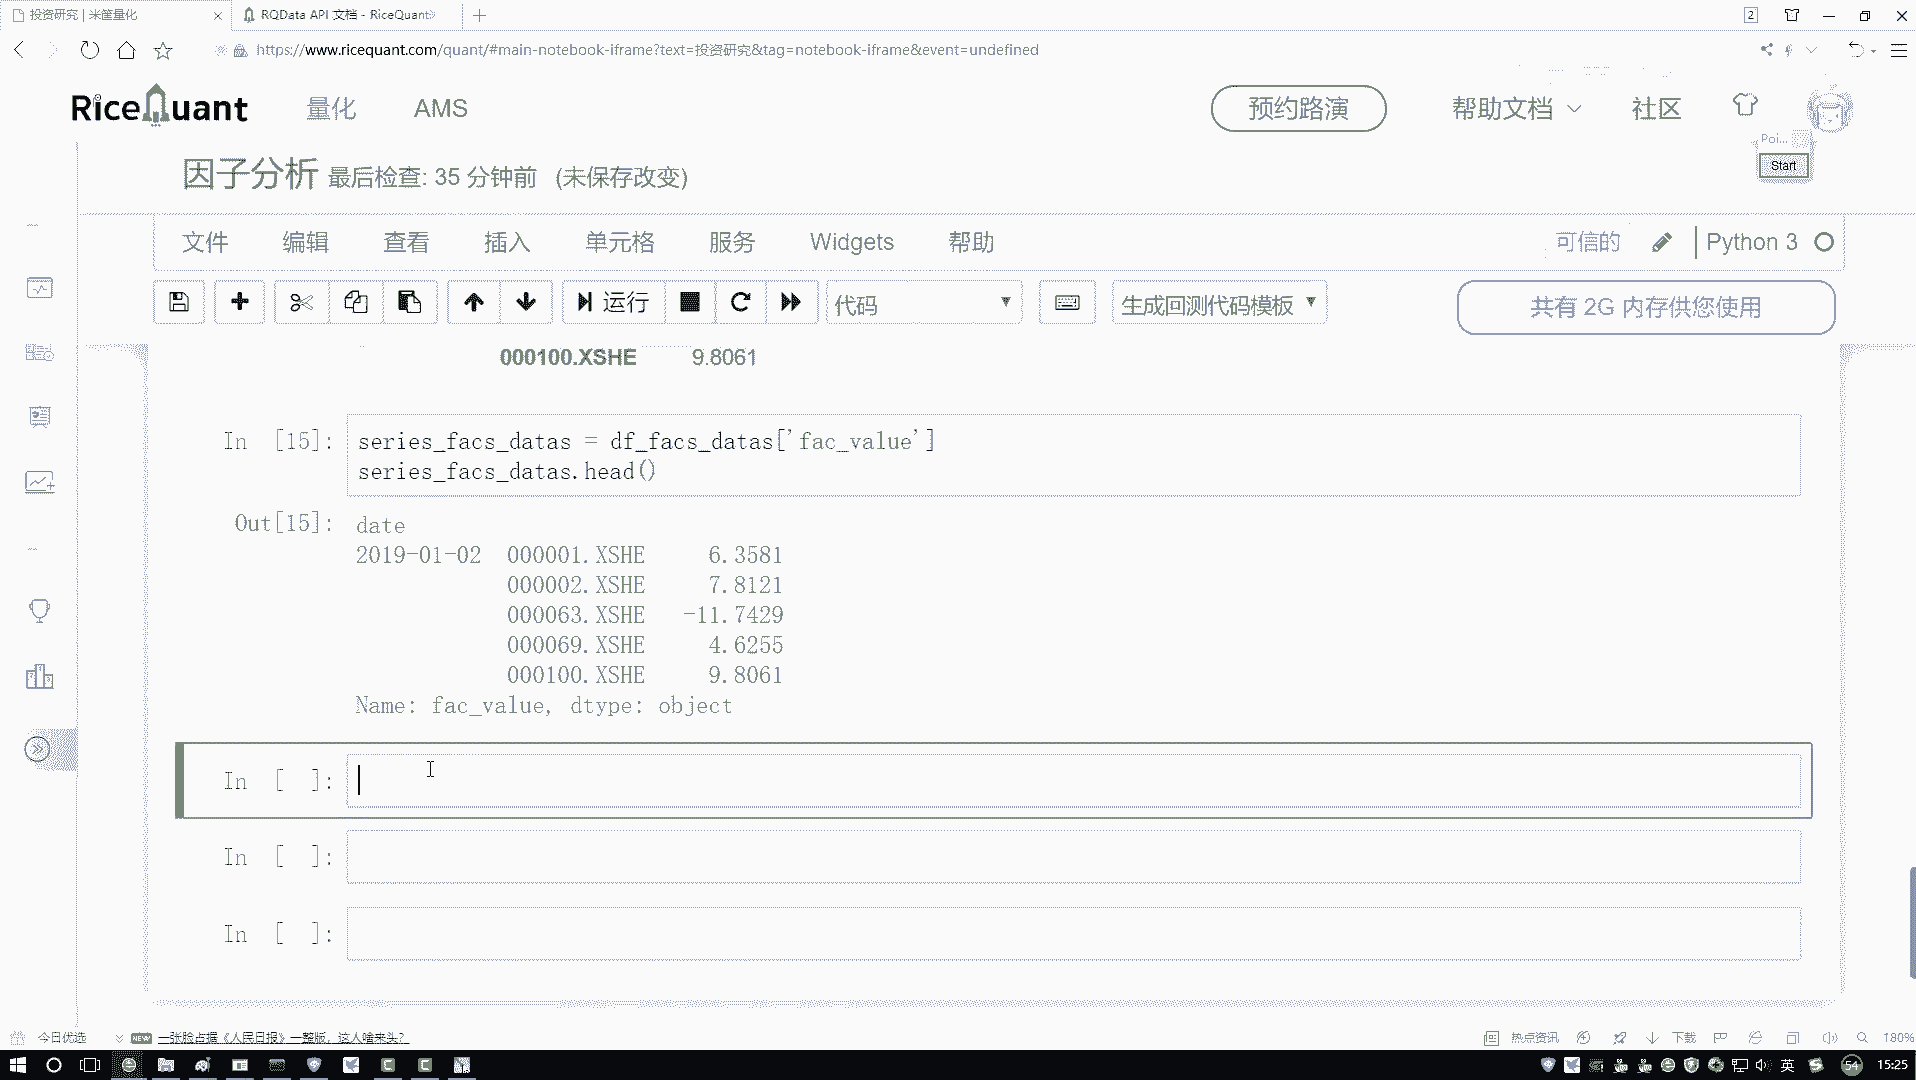 投资研究 | 米筐量化
RQData API 文档 - RiceQuant
2
https://www.ricequant.com/quant/#main-notebook-iframe?text=投资研究&tag=notebook-iframe&event=undefined
RiceQuant 量化 AMS 预约路演 帮助文档 社区
Poi...
Start
因子分析 最后检查: 35 分钟前 (未保存改变)
文件 编辑 查看 插入 单元格 服务 Widgets 帮助 可信的 Python 3
运行 代码 生成回测代码模板 共有 2G 内存供您使用
000100.XSHE 9.8061
In [15]: series_facs_datas = df_facs_datas['fac_value']
series_facs_datas.head()
Out[15]: date
2019-01-02 000001.XSHE 6.3581
000002.XSHE 7.8121
000063.XSHE -11.7429
000069.XSHE 4.6255
000100.XSHE 9.8061
Name: fac_value, dtype: object
In [ ]:
In [ ]:
In [ ]:
今日优选 NEW 一张脸占据《人民日报》一整版，这人啥来头？ 热点资讯 下载 180%
英 54 15:25